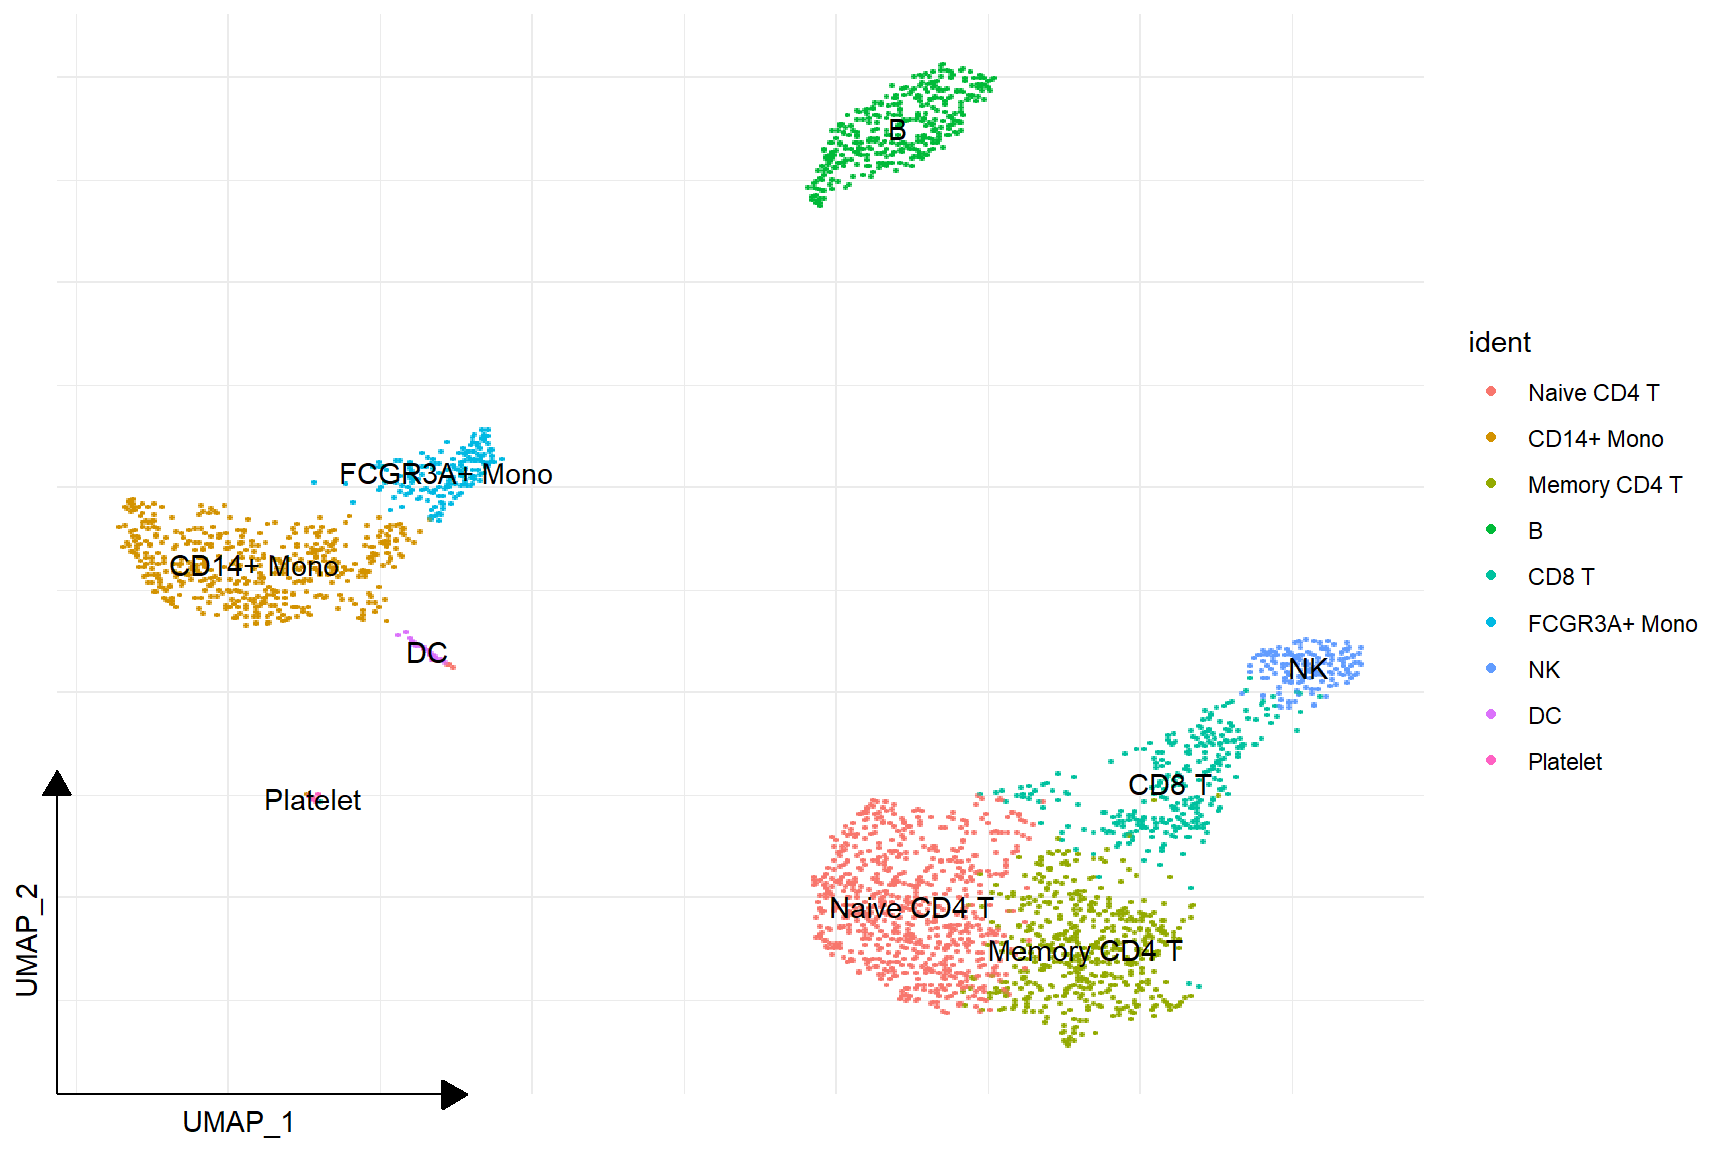 B
FCGR3A+ Mono
CD14+ Mono
DC
NK
Platelet
CD8 T
Naive CD4 T
Memory CD4 T
UMAP_2
UMAP_1
ident
Naive CD4 T
CD14+ Mono
Memory CD4 T
B
CD8 T
FCGR3A+ Mono
NK
DC
Platelet